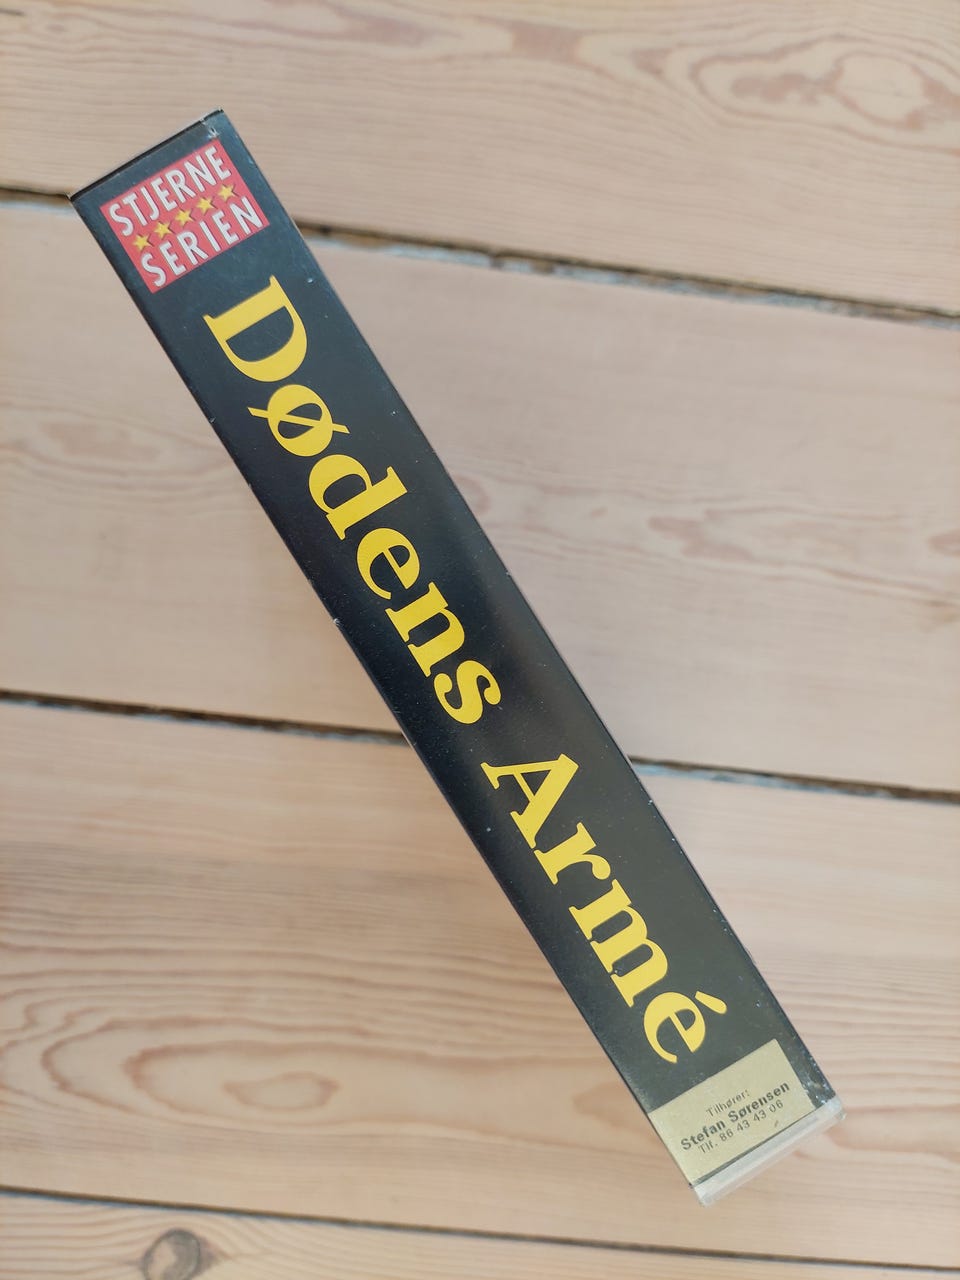 STJERNE
SERIEN
Dødens Armé
Tilhører:
Stefan Sørensen
Tlf. 86 43 43 06